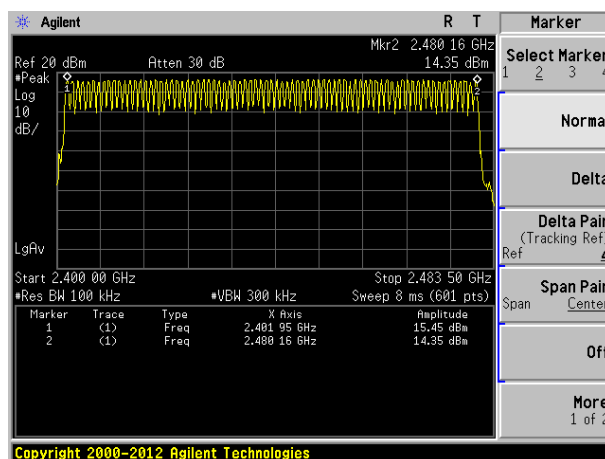 Agilent R T Marker
Mkr2 2.480 16 GHz
Ref 20 dBm Atten 30 dB 14.35 dBm
Select Marker
1 2 3 4
#Peak
Log
10
dB/
1 2
Normal
Delta
Delta Pair
(Tracking Ref)
Ref
LgAv
Start 2.400 00 GHz Stop 2.483 50 GHz
#Res BW 100 kHz #VBW 300 kHz Sweep 8 ms (601 pts)
Span Pair
Span Center
Marker Trace Type X Axis Amplitude
1 (1) Freq 2.401 95 GHz 15.45 dBm
2 (1) Freq 2.480 16 GHz 14.35 dBm
Off
More
1 of 2
Copyright 2000-2012 Agilent Technologies